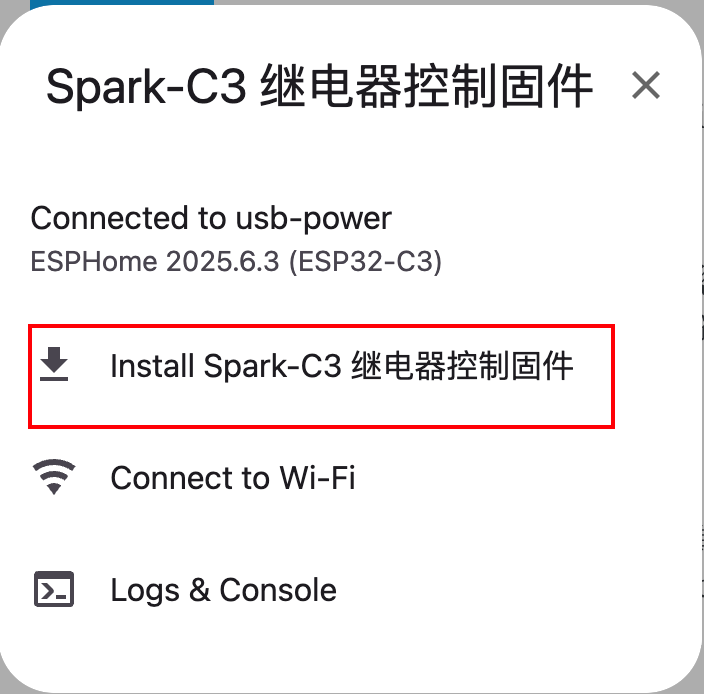 Spark-C3 继电器控制固件
Connected to usb-power
ESPHome 2025.6.3 (ESP32-C3)
Install Spark-C3 继电器控制固件
Connect to Wi-Fi
Logs & Console